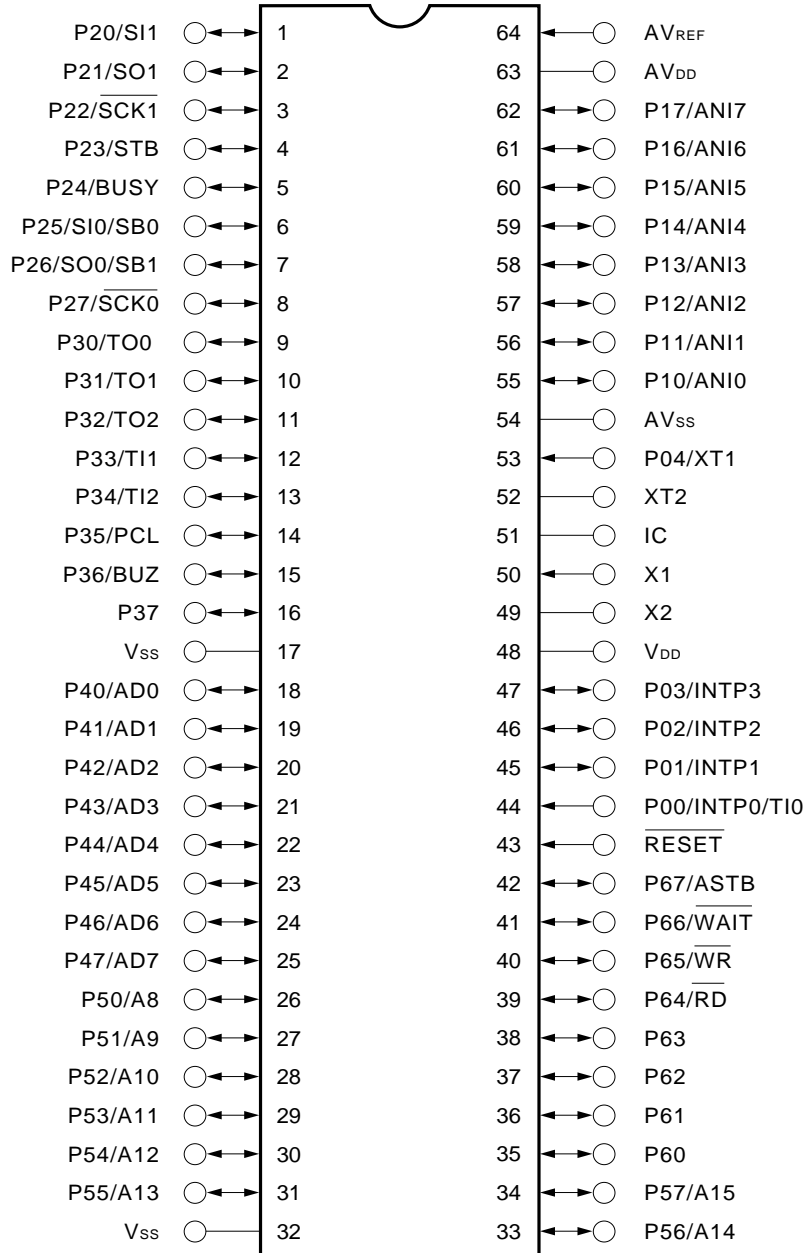 P20/SI1 1 64 AVREF
P21/SO1 2 63 AVDD
P22/SCK1 3 62 P17/ANI7
P23/STB 4 61 P16/ANI6
P24/BUSY 5 60 P15/ANI5
P25/SI0/SB0 6 59 P14/ANI4
P26/SO0/SB1 7 58 P13/ANI3
P27/SCK0 8 57 P12/ANI2
P30/TO0 9 56 P11/ANI1
P31/TO1 10 55 P10/ANI0
P32/TO2 11 54 AVss
P33/TI1 12 53 P04/XT1
P34/TI2 13 52 XT2
P35/PCL 14 51 IC
P36/BUZ 15 50 X1
P37 16 49 X2
Vss 17 48 VDD
P40/AD0 18 47 P03/INTP3
P41/AD1 19 46 P02/INTP2
P42/AD2 20 45 P01/INTP1
P43/AD3 21 44 P00/INTP0/TI0
P44/AD4 22 43 RESET
P45/AD5 23 42 P67/ASTB
P46/AD6 24 41 P66/WAIT
P47/AD7 25 40 P65/WR
P50/A8 26 39 P64/RD
P51/A9 27 38 P63
P52/A10 28 37 P62
P53/A11 29 36 P61
P54/A12 30 35 P60
P55/A13 31 34 P57/A15
Vss 32 33 P56/A14